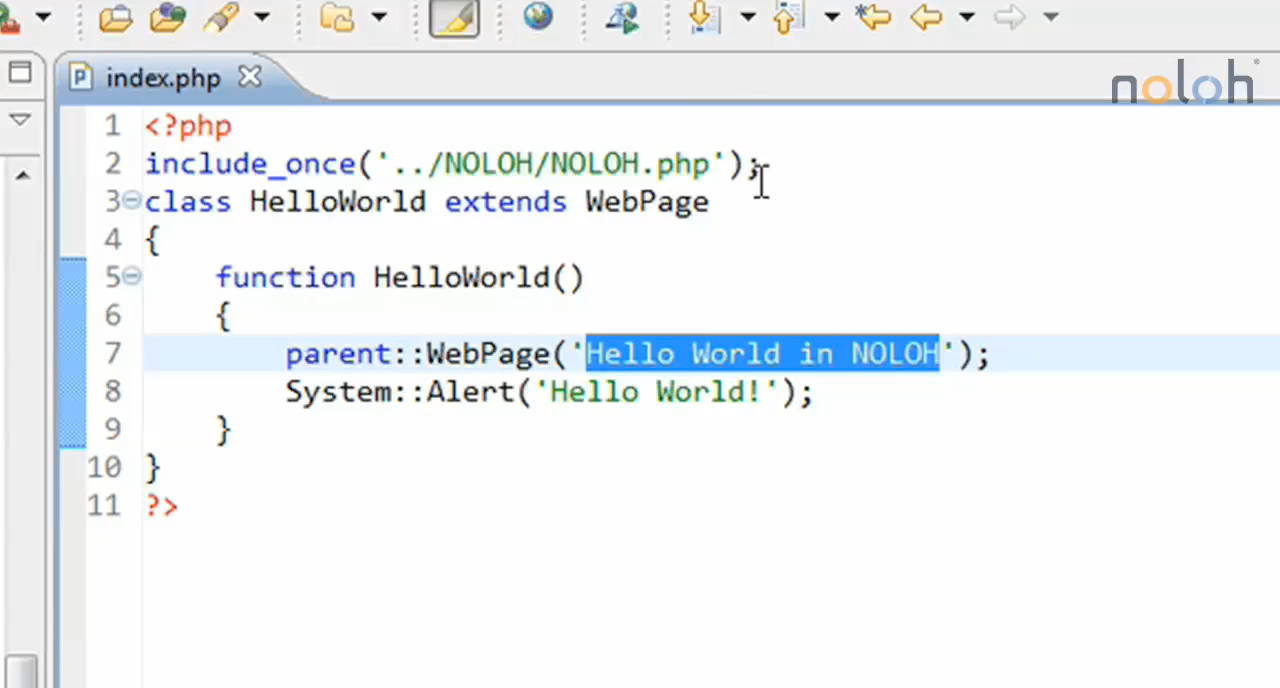 index.php
noloh
1 <?php
2 include_once('../NOLOH/NOLOH.php');
3 class HelloWorld extends WebPage
4 {
5 function HelloWorld()
6 {
7 parent::WebPage('Hello World in NOLOH');
8 System::Alert('Hello World!');
9 }
10 }
11 ?>